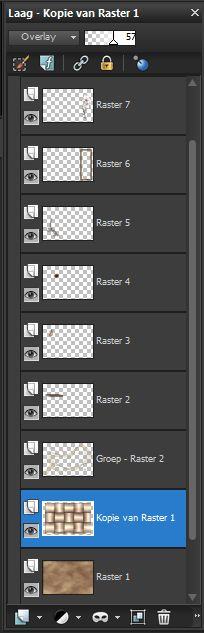 Laag - Kopie van Raster 1
Overlay 57
Raster 7
Raster 6
Raster 5
Raster 4
Raster 3
Raster 2
Groep - Raster 2
Kopie van Raster 1
Raster 1